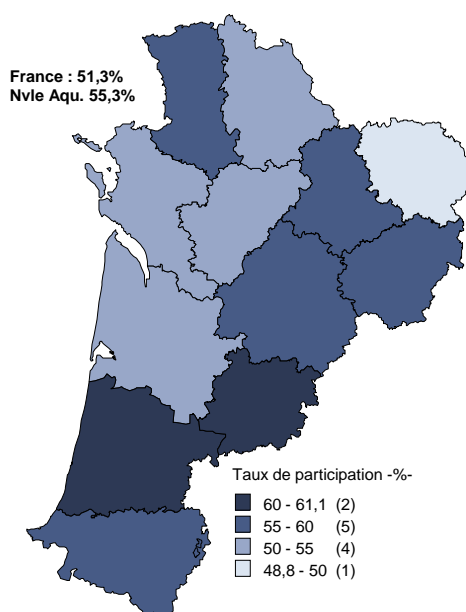 France : 51,3%
Nvle Aqu. 55,3%
Taux de participation -%-
60 - 61,1 (2)
55 - 60 (5)
50 - 55 (4)
48,8 - 50 (1)